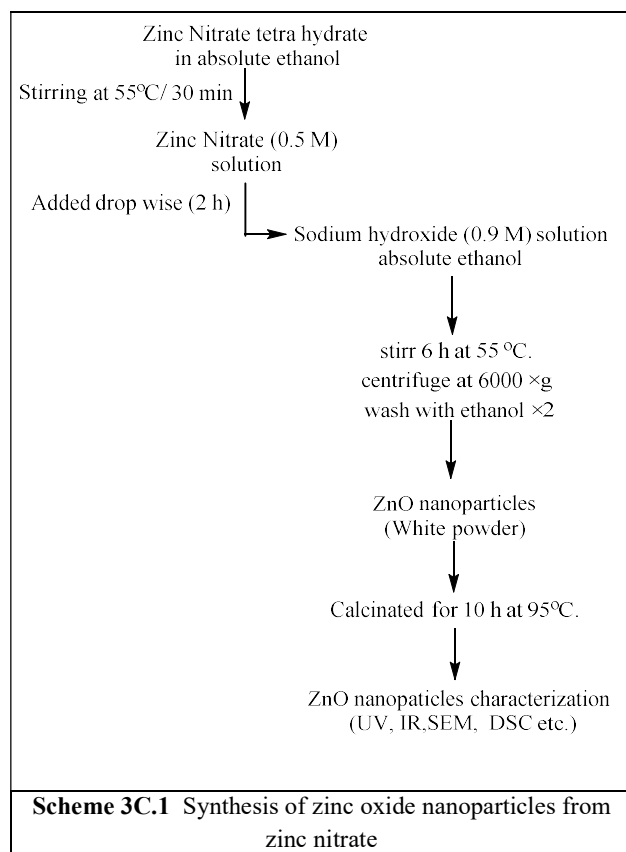 Zinc Nitrate tetra hydrate
in absolute ethanol
Stirring at 55°C/ 30 min
Zinc Nitrate (0.5 M)
solution
Added drop wise (2 h)
Sodium hydroxide (0.9 M) solution
absolute ethanol
stirr 6 h at 55 °C.
centrifuge at 6000 ×g
wash with ethanol ×2
ZnO nanoparticles
(White powder)
Calcinated for 10 h at 95°C.
ZnO nanopaticles characterization
(UV, IR,SEM, DSC etc.)
Scheme 3C.1 Synthesis of zinc oxide nanoparticles from
zinc nitrate